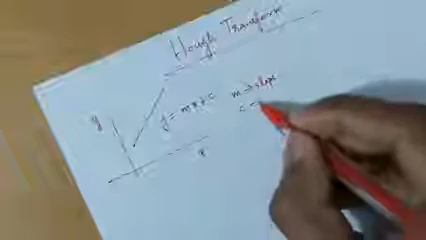 Hough Transform
y
y = mx+c
m → slope
c →
x